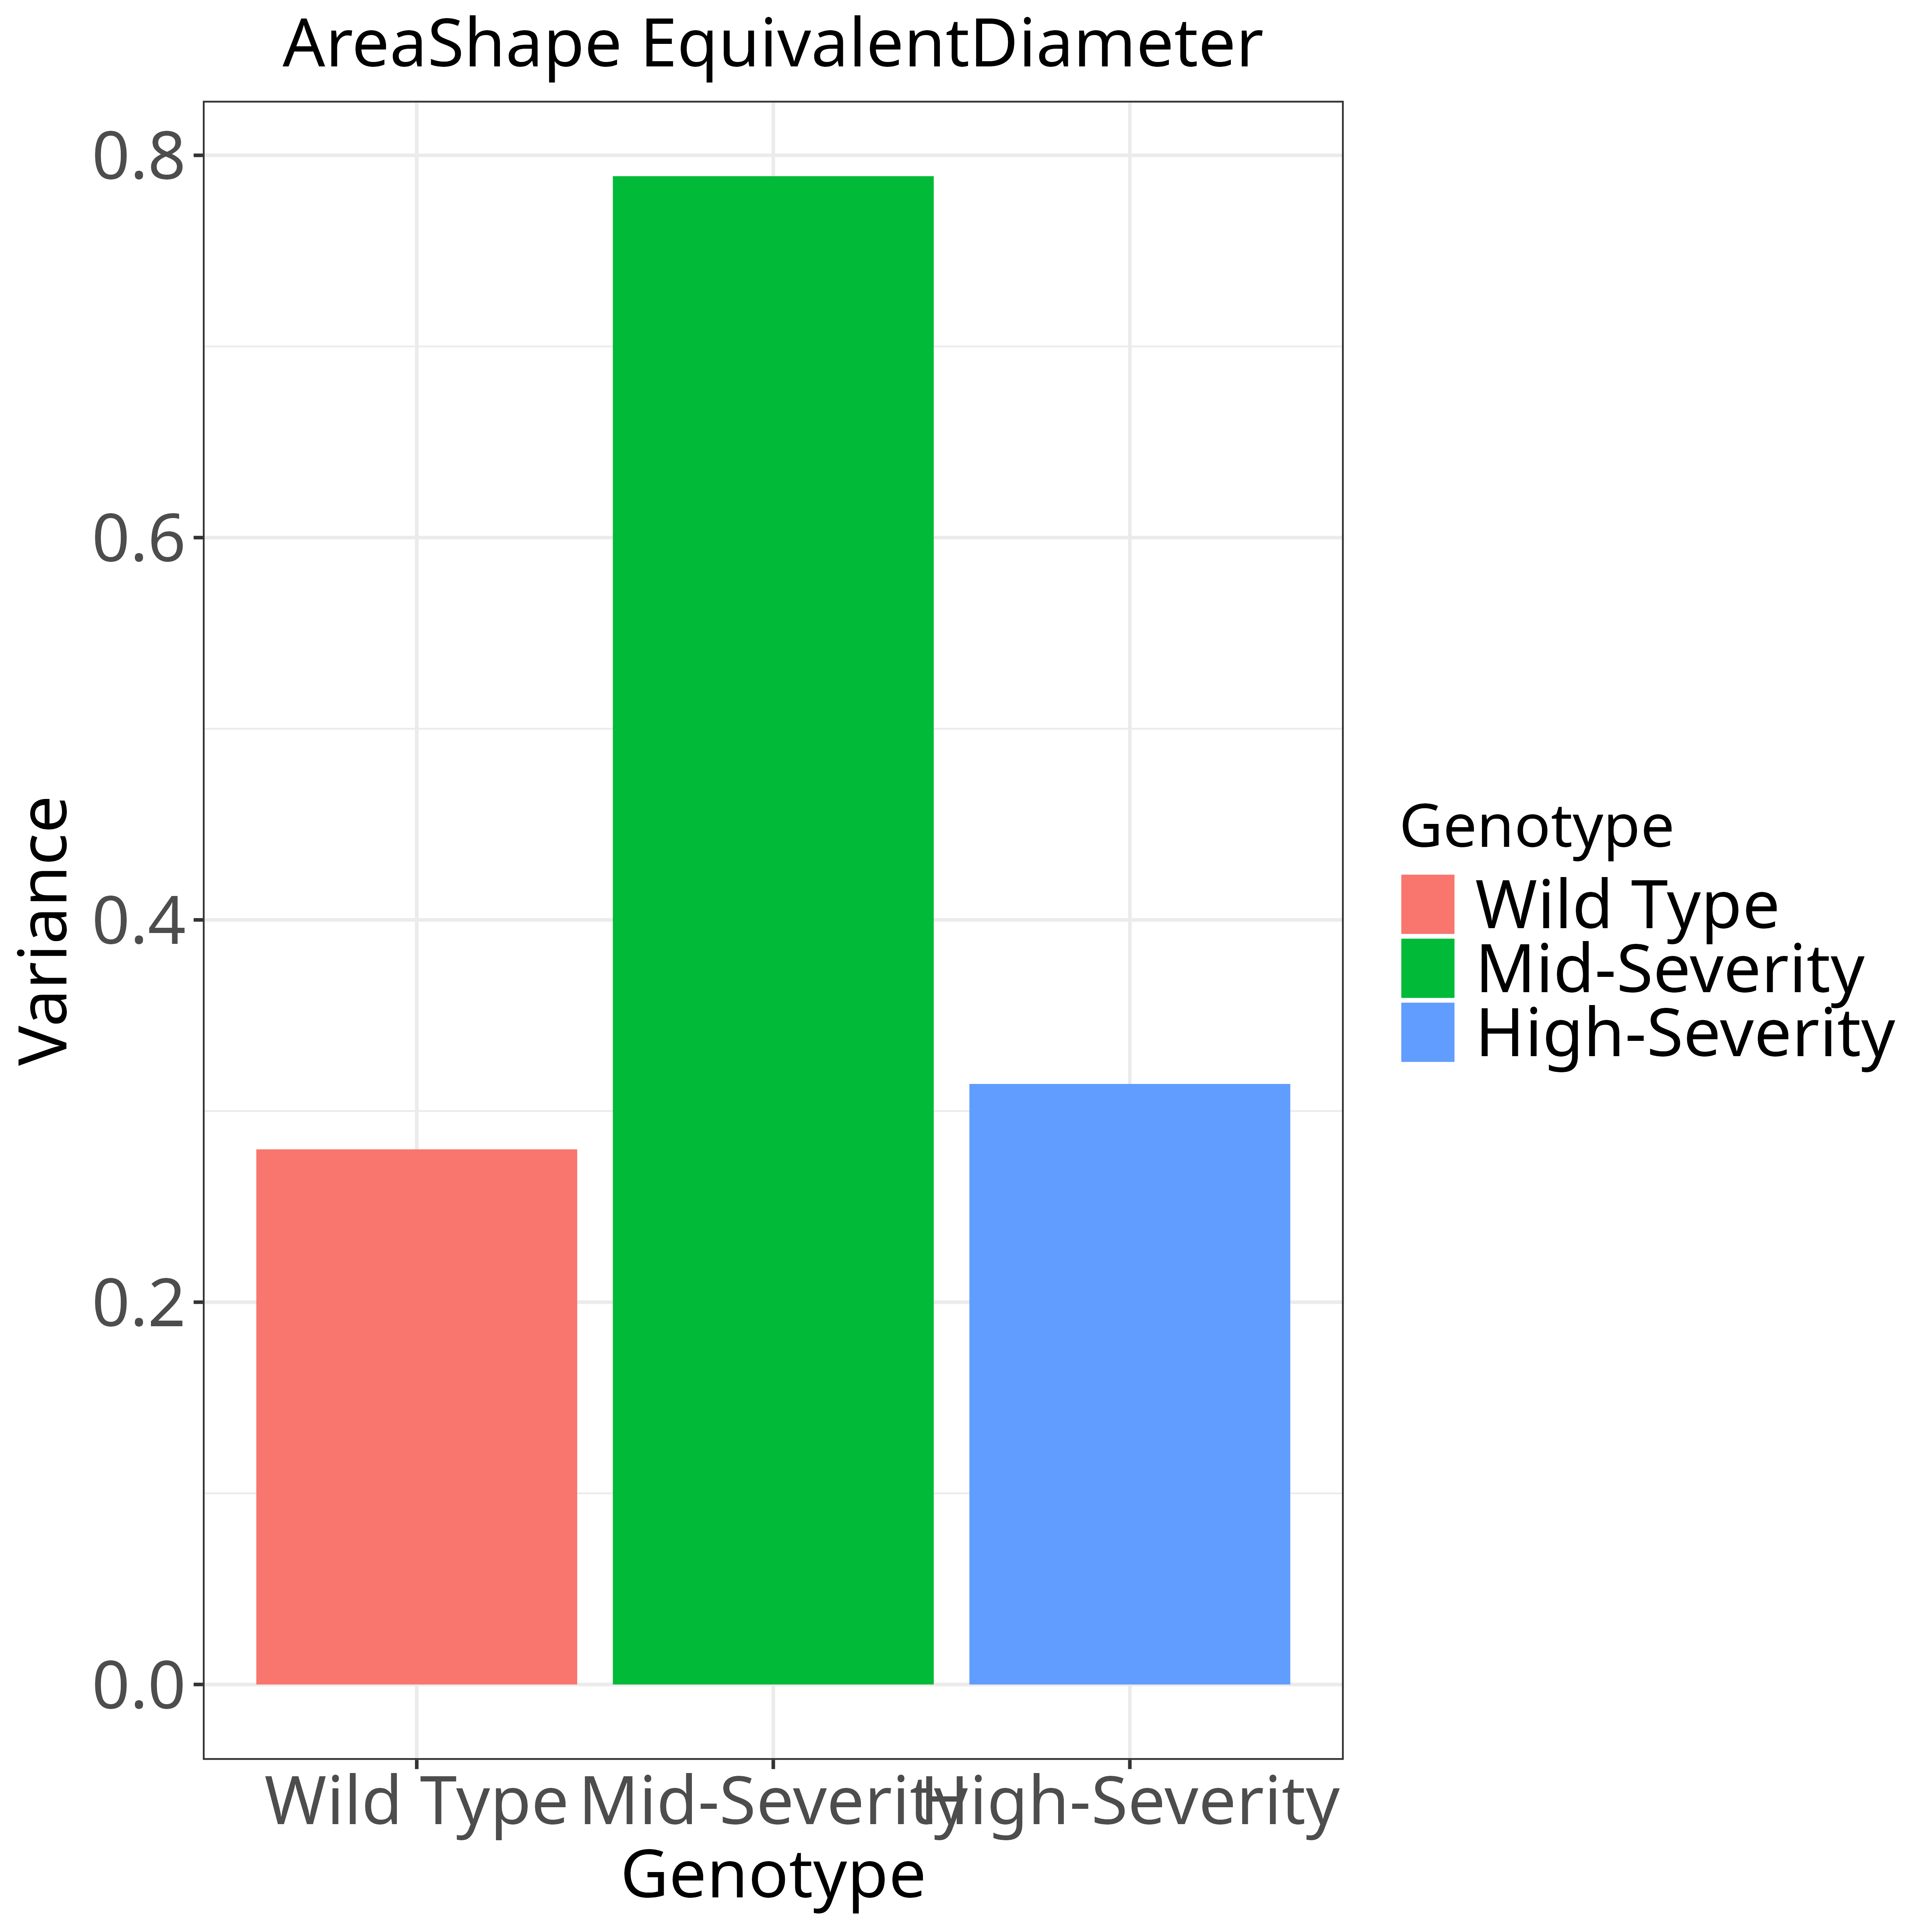 AreaShape EquivalentDiameter
0.8
0.6
0.4
0.2
0.0
Variance
Wild Type Mid-Severity High-Severity
Genotype
Genotype
Wild Type
Mid-Severity
High-Severity